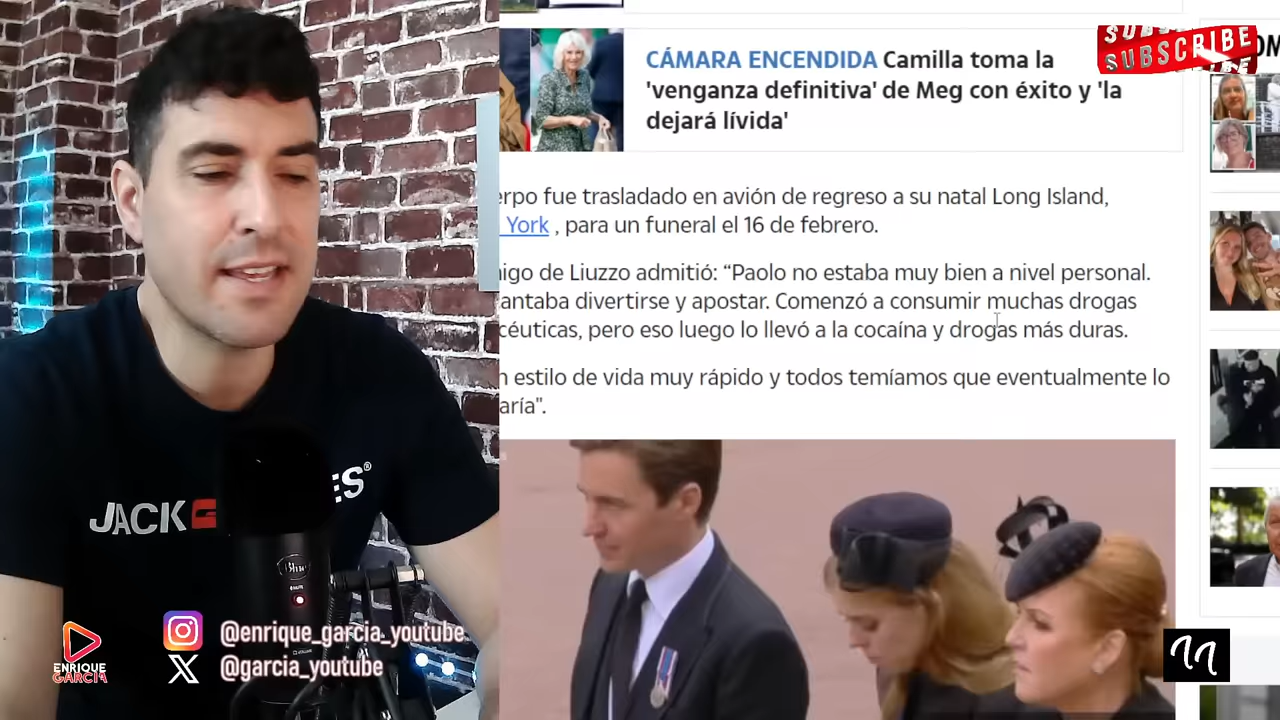 SUBSCRIBE
CÁMARA ENCENDIDA Camilla toma la
'venganza definitiva' de Meg con éxito y 'la
dejará lívida'
erpo fue trasladado en avión de regreso a su natal Long Island,
York , para un funeral el 16 de febrero.
nigo de Liuzzo admitió: “Paolo no estaba muy bien a nivel personal.
antaba divertirse y apostar. Comenzó a consumir muchas drogas
céuticas, pero eso luego lo llevó a la cocaína y drogas más duras.
n estilo de vida muy rápido y todos temíamos que eventualmente lo
aría".
JACK
ES®
Blue
@enrique_garcia_youtube
@garcia_youtube
ENRIQUE
GARCIA